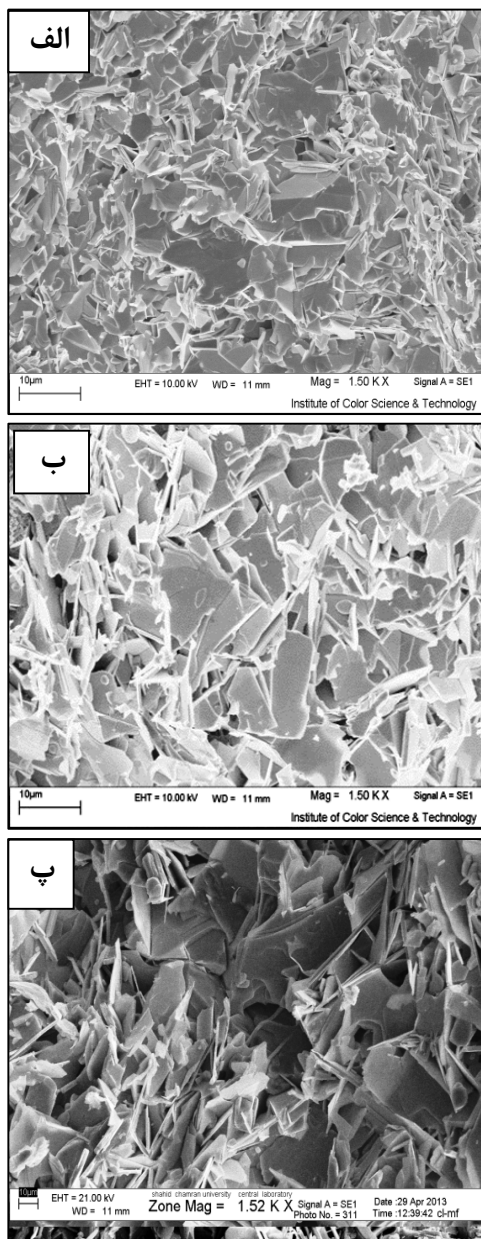 الف
10µm EHT = 10.00 kV WD = 11 mm Mag = 1.50 K X Signal A = SE1
Institute of Color Science & Technology
ب
10µm EHT = 10.00 kV WD = 11 mm Mag = 1.50 K X Signal A = SE1
Institute of Color Science & Technology
پ
10µm EHT = 21.00 kV shahid chamran university central laboratory Signal A = SE1 Date :29 Apr 2013
WD = 11 mm Zone Mag = 1.52 K X Photo No. = 311 Time :12:39:42 cl-mf